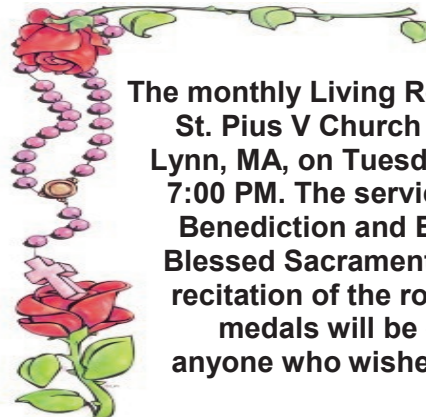 The monthly Living R
St. Pius V Church
Lynn, MA, on Tuesd
7:00 PM. The servi
Benediction and E
Blessed Sacrament
recitation of the ro
medals will be
anyone who wishe